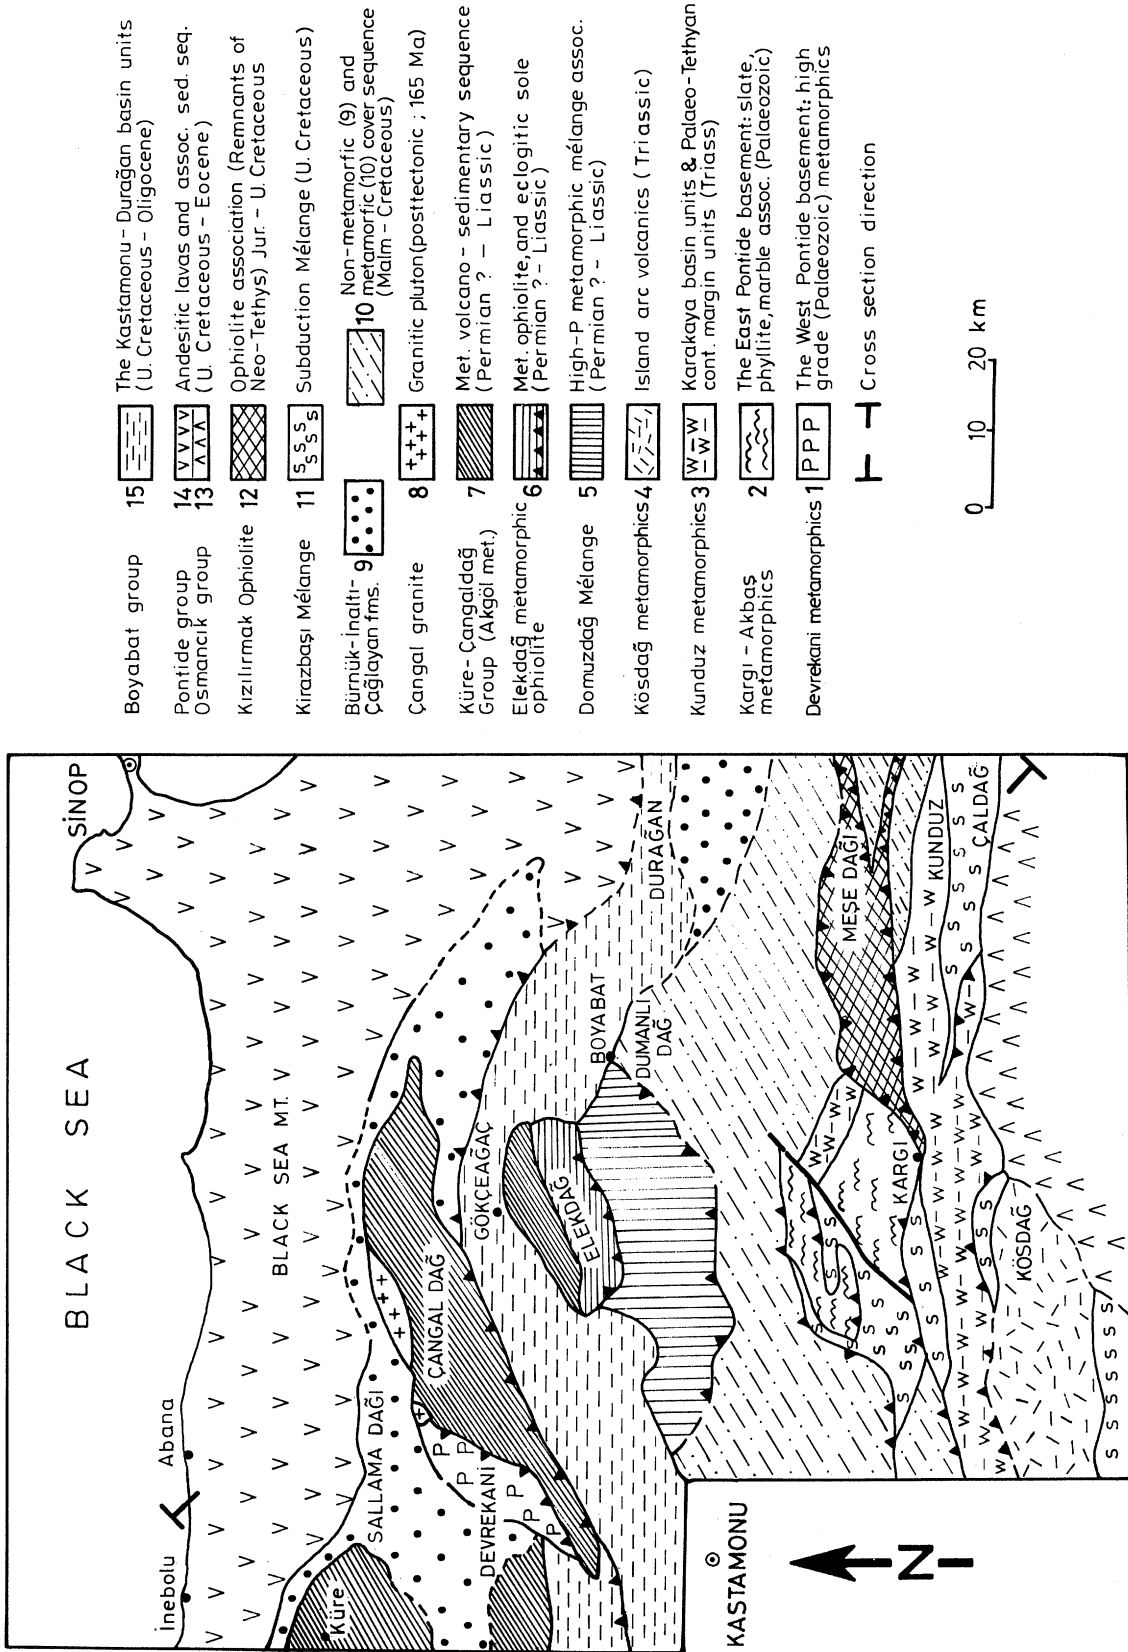 BLACK SEA
SİNOP
İnebolu
Abana
BLACK SEA MT.
Küre
SALLAMA DAĞI
ÇANGAL DAĞ
DEVREKANİ
GÖKÇEAĞAÇ
ELEKDAĞ
BOYABAT
DURAĞAN
DUMANLI
DAĞ
KASTAMONU
MEŞE DAĞI
KARGI
KUNDUZ
ÇALDAĞ
KÖSDAĞ
N
Boyabat group 15 The Kastamonu - Durağan basin units
(U. Cretaceous - Oligocene)
Pontide group 14 Andesitic lavas and assoc. sed. seq.
Osmancık group 13 (U. Cretaceous - Eocene)
Kızılırmak Ophiolite 12 Ophiolite association (Remnants of
Neo-Tethys) Jur. - U. Cretaceous
Kirazbaşı Mélange 11 Subduction Mélange (U. Cretaceous)
Bürnük-İnaltı- 9 10 Non-metamorfic (9) and
Çağlayan fms. metamorfic (10) cover sequence
(Malm - Cretaceous)
Çangal granite 8 Granitic pluton (posttectonic ; 165 Ma)
Küre-Çangaldağ 7 Met. volcano - sedimentary sequence
Group (Akgöl met.) (Permian ? - Liassic)
Elekdağ metamorphic 6 Met. ophiolite, and eclogitic sole
ophiolite (Permian ? - Liassic)
Domuzdağ Mélange 5 High-P metamorphic mélange assoc.
(Permian ? - Liassic)
Kösdağ metamorphics 4 Island arc volcanics (Triassic)
Kunduz metamorphics 3 Karakaya basin units & Palaeo-Tethyan
cont. margin units (Triass)
Kargı - Akbaş 2 The East Pontide basement: slate,
metamorphics phyllite, marble assoc. (Palaeozoic)
Devrekani metamorphics 1 The West Pontide basement: high
grade (Palaeozoic) metamorphics
Cross section direction
0 10 20 km